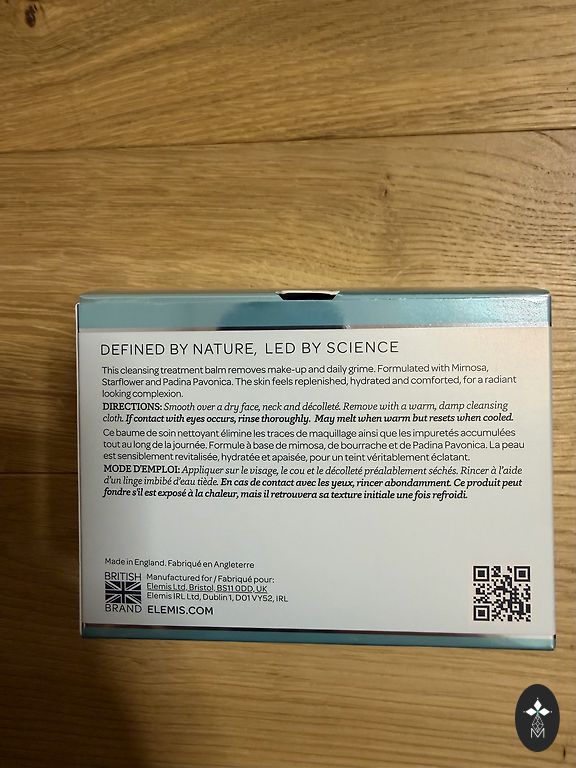 DEFINED BY NATURE, LED BY SCIENCE
This cleansing treatment balm removes make-up and daily grime. Formulated with Mimosa,
Starflower and Padina Pavonica. The skin feels replenished, hydrated and comforted, for a radiant
looking complexion.
DIRECTIONS: Smooth over a dry face, neck and décolleté. Remove with a warm, damp cleansing
cloth. If contact with eyes occurs, rinse thoroughly. May melt when warm but resets when cooled.
Ce baume de soin nettoyant élimine les traces de maquillage ainsi que les impuretés accumulées
tout au long de la journée. Formule à base de mimosa, de bourrache et de Padina Pavonica. La peau
est sensiblement revitalisée, hydratée et apaisée, pour un teint véritablement éclatant.
MODE D'EMPLOI: Appliquer sur le visage, le cou et le décolleté préalablement séchés. Rincer à l'aide
d'un linge imbibé d'eau tiède. En cas de contact avec les yeux, rincer abondamment. Ce produit peut
fondre s'il est exposé à la chaleur, mais il retrouvera sa texture initiale une fois refroidi.
Made in England. Fabriqué en Angleterre
BRITISH
BRAND
Manufactured for / Fabriqué pour:
Elemis Ltd, Bristol, BS11 0DD, UK
Elemis IRL Ltd, Dublin 1, D01 VY52, IRL
ELEMIS.COM
M